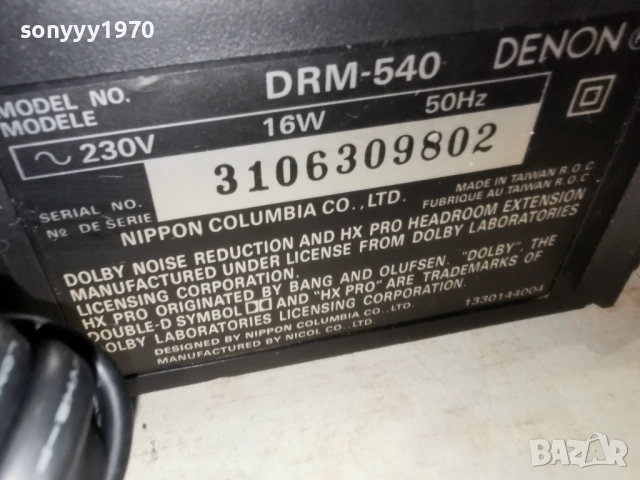 sonyyy1970
DENON
MODEL NO. DRM-540
MODELE
230V 16W 50Hz
SERIAL NO. 3106309802
Nº DE SERIE
MADE IN TAIWAN R.O.C
NIPPON COLUMBIA CO., LTD. FUBRIQUE AU TAIWAN R.O.C.
DOLBY NOISE REDUCTION AND HX PRO HEADROOM EXTENSION
MANUFACTURED UNDER LICENSE FROM DOLBY LABORATORIES
LICENSING CORPORATION.
HX PRO ORIGINATED BY BANG AND OLUFSEN. "DOLBY", THE
DOUBLE-D SYMBOL AND "HX PRO" ARE TRADEMARKS OF
DOLBY LABORATORIES LICENSING CORPORATION.
DESIGNED BY NIPPON COLUMBIA CO., LTD. 1330144004
MANUFACTURED BY NICOL CO., LTD.
BAZAR